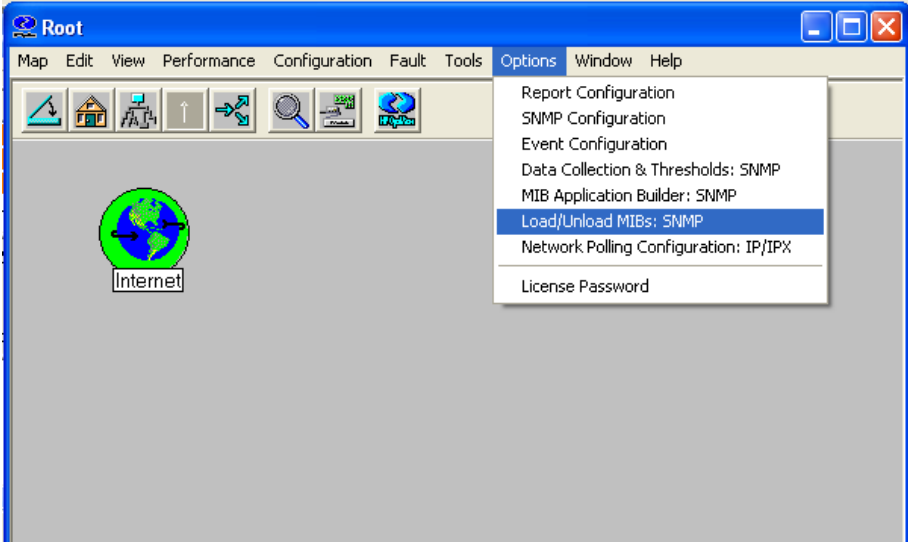 Root
Map Edit View Performance Configuration Fault Tools Options Window Help
Report Configuration
SNMP Configuration
Event Configuration
Data Collection & Thresholds: SNMP
MIB Application Builder: SNMP
Load/Unload MIBs: SNMP
Network Polling Configuration: IP/IPX
License Password
Internet